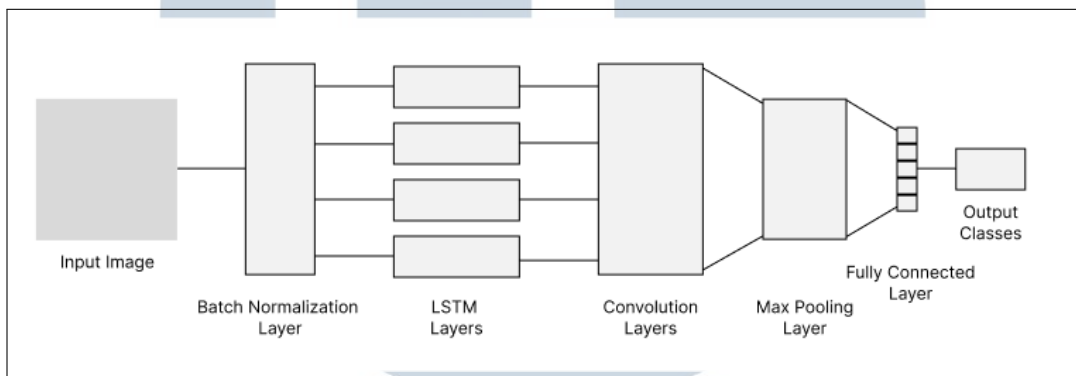 Input Image
Batch Normalization
Layer
LSTM
Layers
Convolution
Layers
Max Pooling
Layer
Fully Connected
Layer
Output
Classes